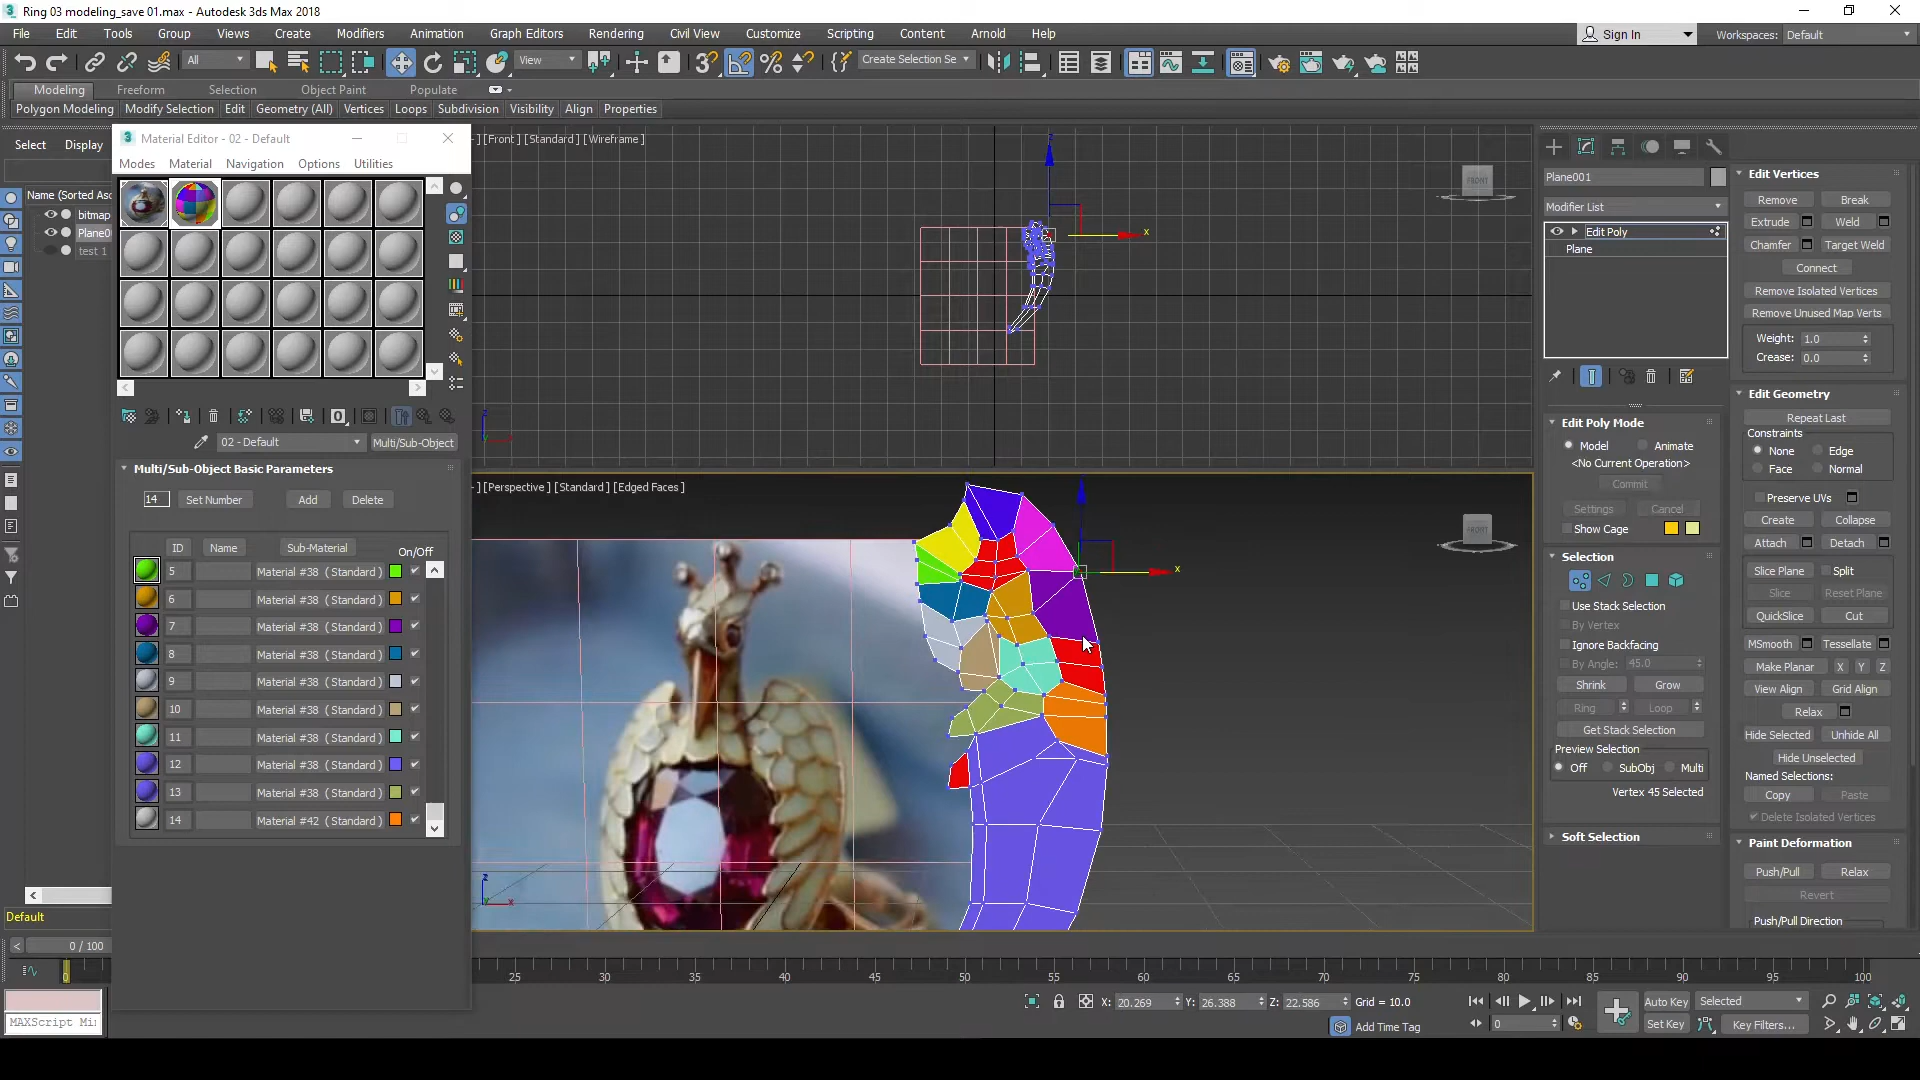 Ring 03 modeling_save 01.max - Autodesk 3ds Max 2018
File Edit Tools Group Views Create Modifiers Animation Graph Editors Rendering Civil View Customize Scripting Content Arnold Help
Sign In Workspaces: Default
All View Create Selection Se
Modeling Freeform Selection Object Paint Populate
Polygon Modeling Modify Selection Edit Geometry (All) Vertices Loops Subdivision Visibility Align Properties
Select Display
Name (Sorted Asc
bitmap
Plane0
test 1
Default
0 / 100
MAXScript Mi
Material Editor - 02 - Default
Modes Material Navigation Options Utilities
02 - Default Multi/Sub-Object
Multi/Sub-Object Basic Parameters
14 Set Number Add Delete
ID Name Sub-Material On/Off
5 Material #38 ( Standard )
6 Material #38 ( Standard )
7 Material #38 ( Standard )
8 Material #38 ( Standard )
9 Material #38 ( Standard )
10 Material #38 ( Standard )
11 Material #38 ( Standard )
12 Material #38 ( Standard )
13 Material #38 ( Standard )
14 Material #42 ( Standard )
[Front ] [Standard ] [Wireframe ]
FRONT
z
x
[Perspective ] [Standard ] [Edged Faces ]
FRONT
z
x
Plane001
Modifier List
Edit Poly
Plane
Edit Poly Mode
Model Animate
<No Current Operation>
Commit
Settings Cancel
Show Cage
Selection
Use Stack Selection
By Vertex
Ignore Backfacing
By Angle: 45.0
Shrink Grow
Ring Loop
Get Stack Selection
Preview Selection
Off SubObj Multi
Vertex 45 Selected
Soft Selection
Edit Vertices
Remove Break
Extrude Weld
Chamfer Target Weld
Connect
Remove Isolated Vertices
Remove Unused Map Verts
Weight: 1.0
Crease: 0.0
Edit Geometry
Repeat Last
Constraints
None Edge
Face Normal
Preserve UVs
Create Collapse
Attach Detach
Slice Plane Split
Slice Reset Plane
QuickSlice Cut
MSmooth Tessellate
Make Planar X Y Z
View Align Grid Align
Relax
Hide Selected Unhide All
Hide Unselected
Named Selections:
Copy Paste
Delete Isolated Vertices
Paint Deformation
Push/Pull Relax
Revert
Push/Pull Direction
0 25 30 35 40 45 50 55 60 65 70 75 80 85 90 95 100
X: 20.269 Y: 26.388 Z: 22.586 Grid = 10.0
Add Time Tag
0
Auto Key Selected
Set Key Key Filters...